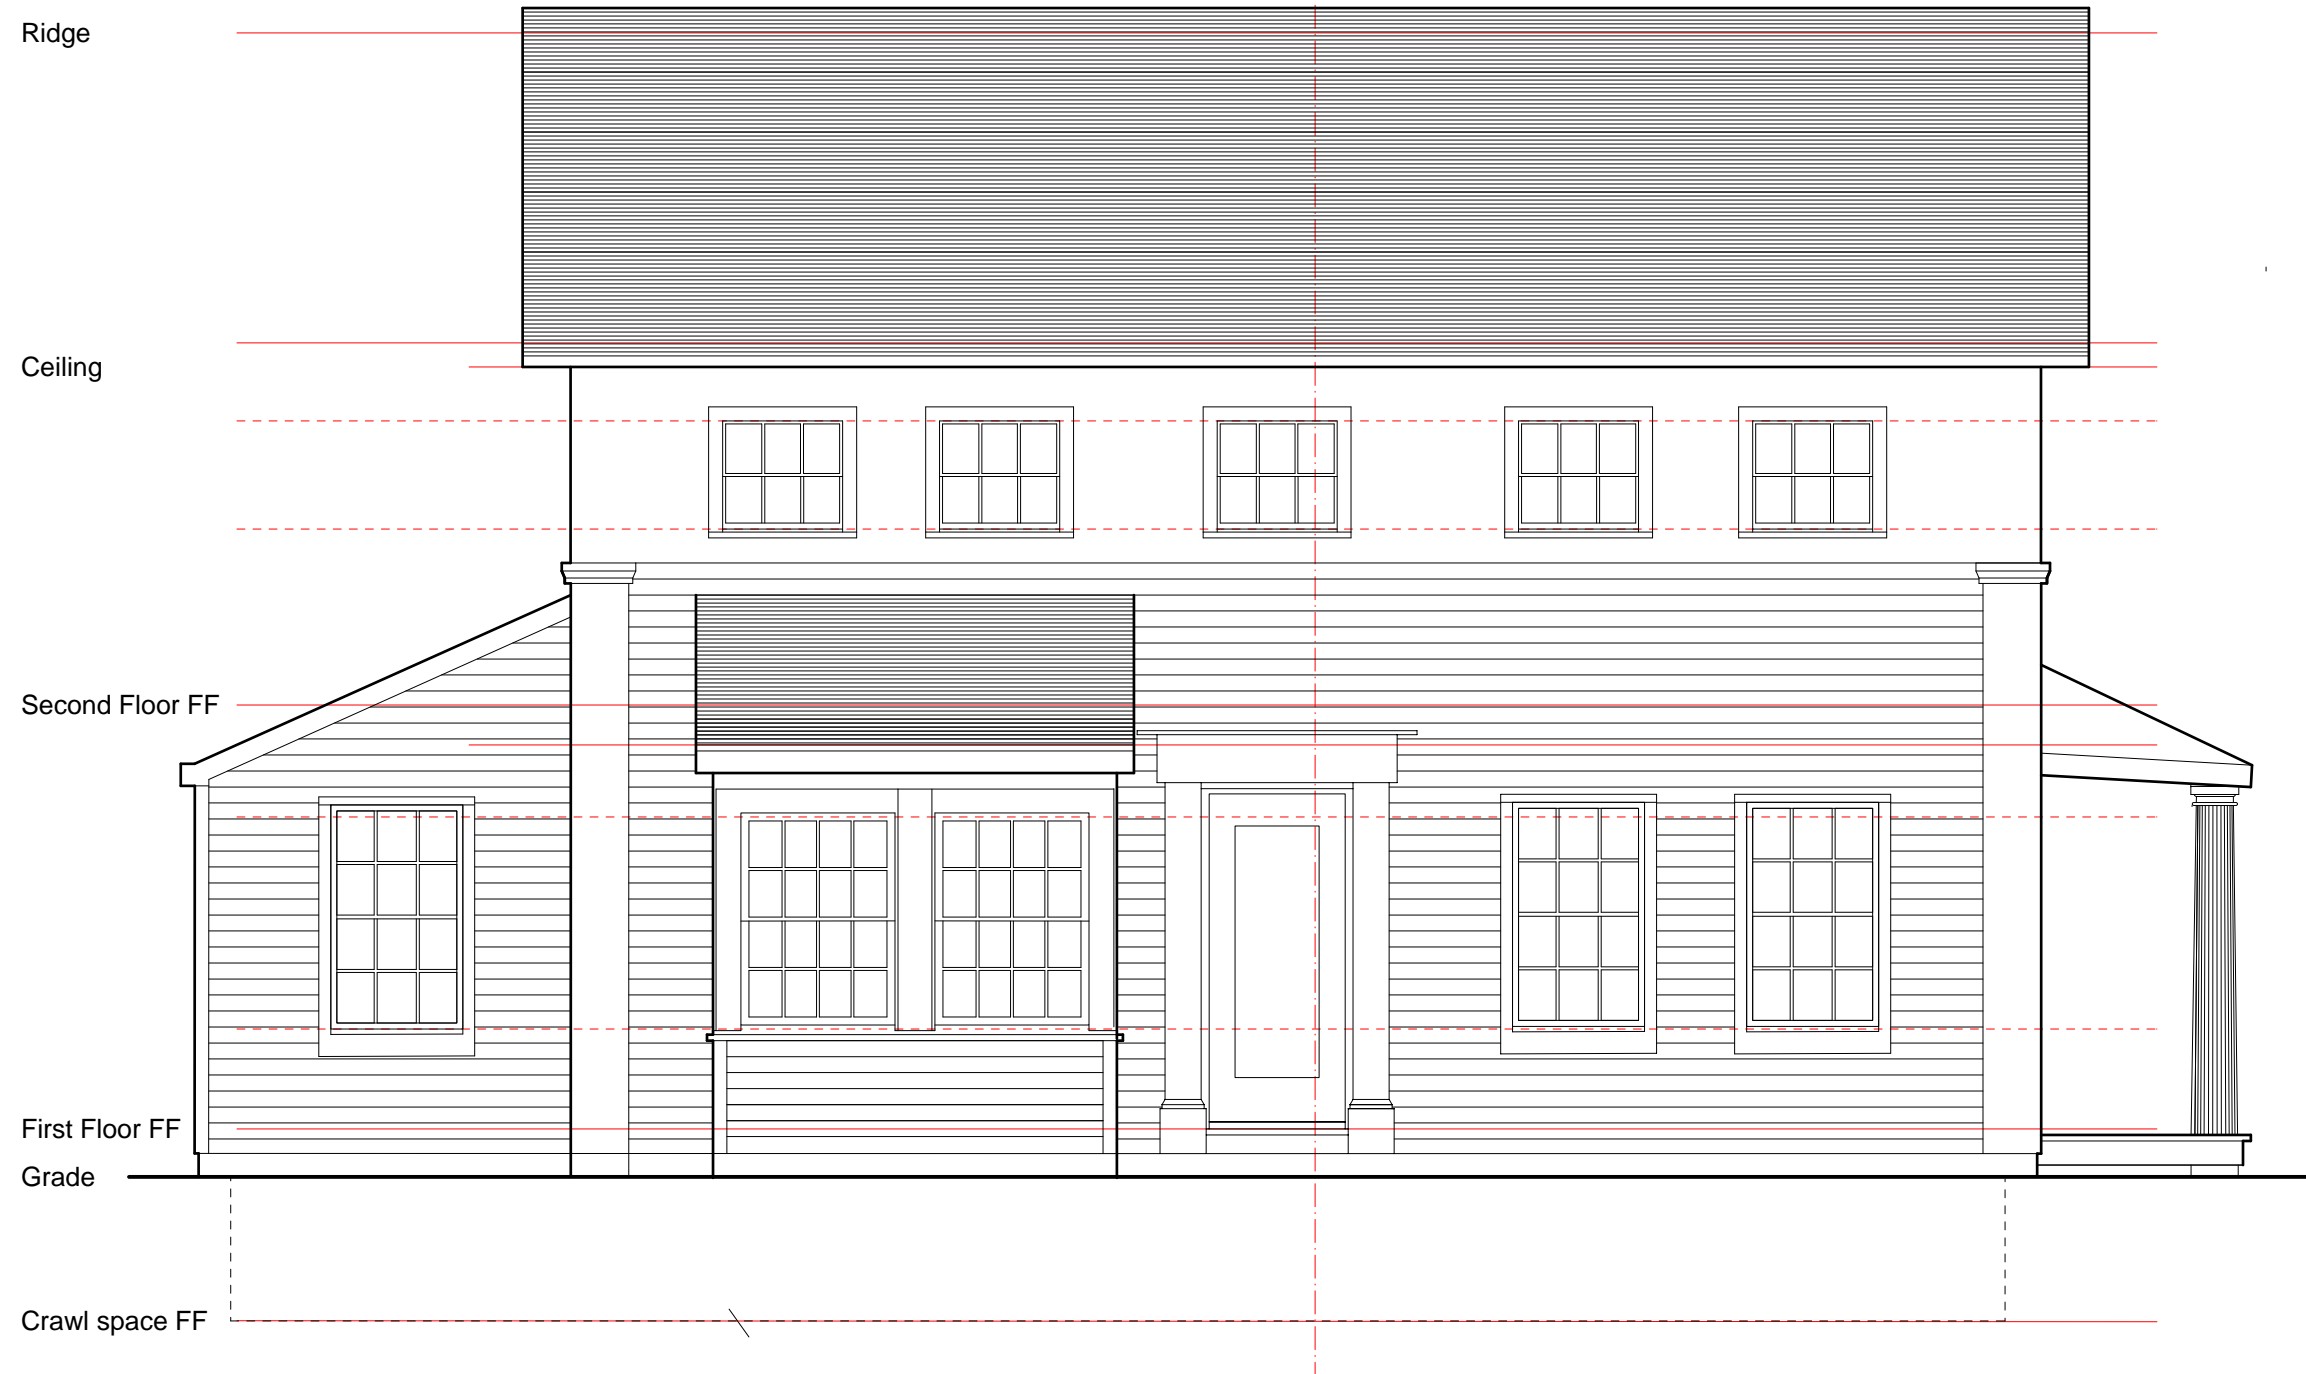 Ridge
Ceiling
Second Floor FF
First Floor FF
Grade
Crawl space FF